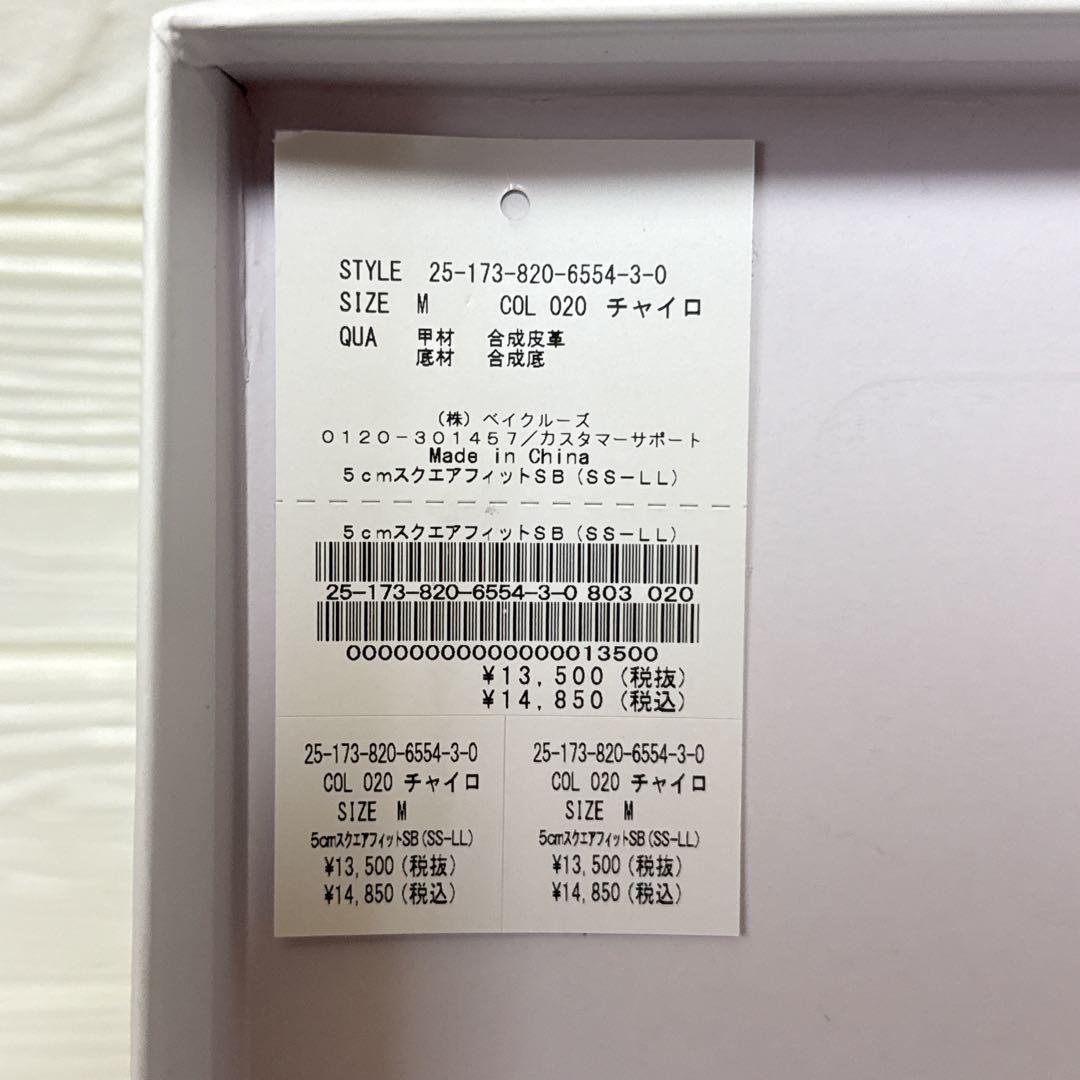 STYLE 25-173-820-6554-3-0
SIZE M COL 020 チャイロ
QUA 甲材 合成皮革
底材 合成底
(株) ベイクルーズ
0120-301457/カスタマーサポート
Made in China
5cmスクエアフィットSB(SS-LL)
5cmスクエアフィットSB(SS-LL)
25-173-820-6554-3-0 803 020
00000000000000013500
¥13,500 (税抜)
¥14,850 (税込)
25-173-820-6554-3-0
COL 020 チャイロ
SIZE M
5cmスクエアフィットSB(SS-LL)
¥13,500 (税抜)
¥14,850 (税込)
25-173-820-6554-3-0
COL 020 チャイロ
SIZE M
5cmスクエアフィットSB(SS-LL)
¥13,500 (税抜)
¥14,850 (税込)